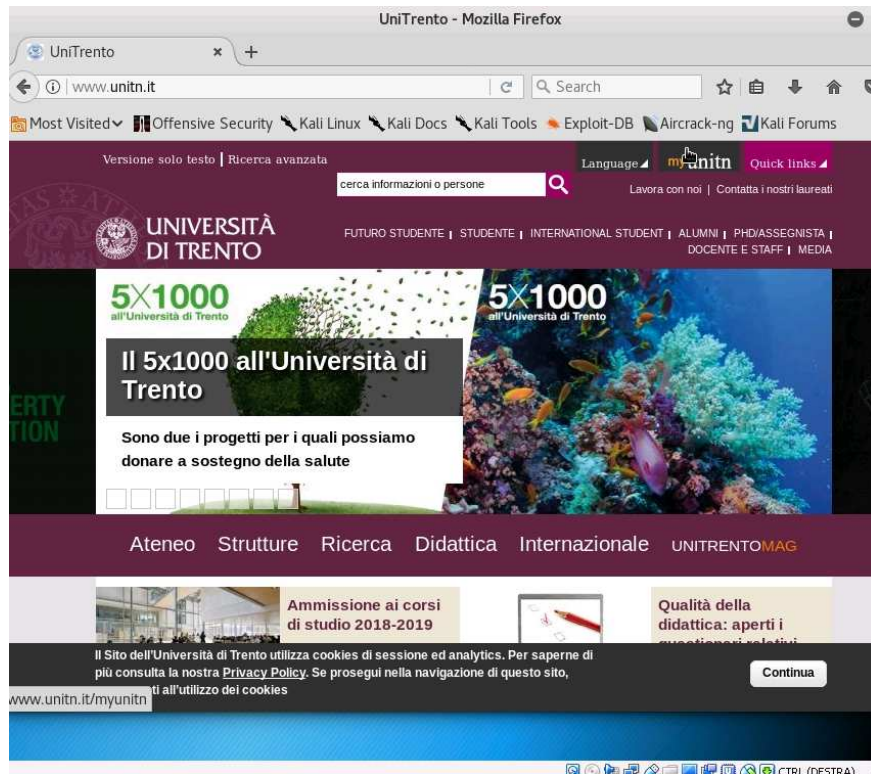 UniTrento - Mozilla Firefox
UniTrento × +
www.unitn.it Search
Most Visited Offensive Security Kali Linux Kali Docs Kali Tools Exploit-DB Aircrack-ng Kali Forums
Versione solo testo | Ricerca avanzata Language myunitn Quick links
cerca informazioni o persone
Lavora con noi | Contatta i nostri laureati
UNIVERSITÀ
DI TRENTO
FUTURO STUDENTE | STUDENTE | INTERNATIONAL STUDENT | ALUMNI | PHD/ASSEGNISTA |
DOCENTE E STAFF | MEDIA
5X1000
all'Università di Trento
5X1000
all'Università di Trento
Il 5x1000 all'Università di
Trento
Sono due i progetti per i quali possiamo
donare a sostegno della salute
Ateneo Strutture Ricerca Didattica Internazionale UNITRENTOMAG
Ammissione ai corsi
di studio 2018-2019
Qualità della
didattica: aperti i
Il Sito dell'Università di Trento utilizza cookies di sessione ed analytics. Per saperne di
più consulta la nostra Privacy Policy. Se prosegui nella navigazione di questo sito,
all'utilizzo dei cookies
Continua
www.unitn.it/myunitn
CTRL (DESTRA)